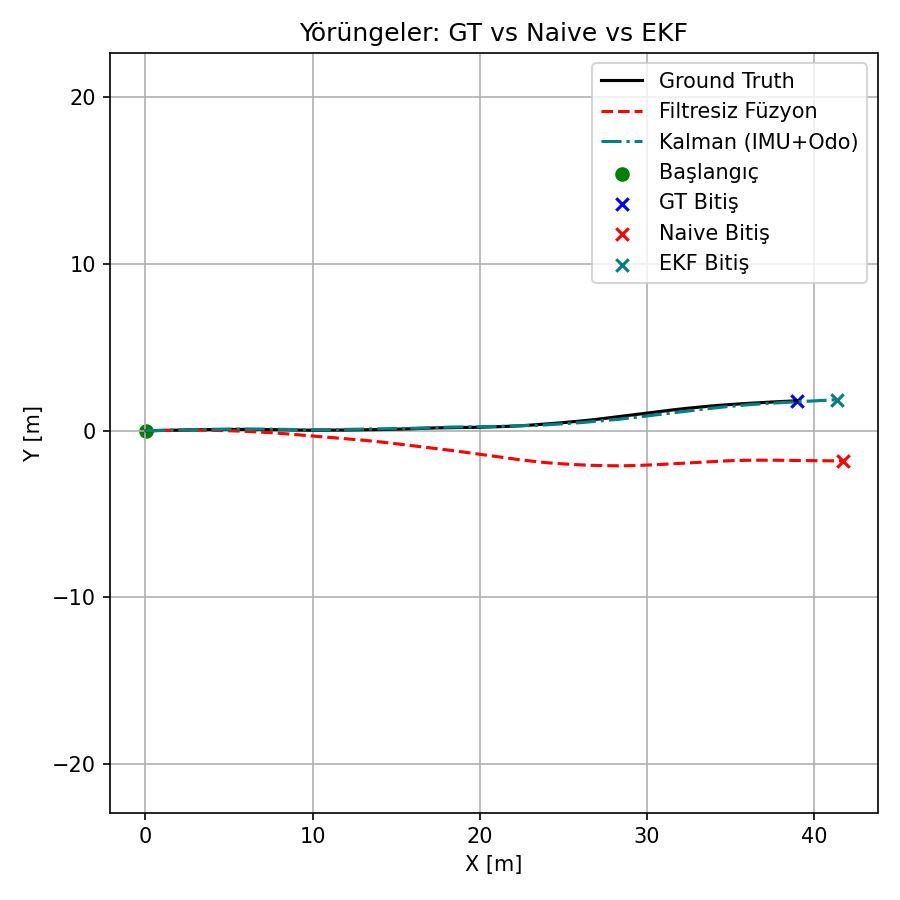 Yörüngeler: GT vs Naive vs EKF
Ground Truth
Filtresiz Füzyon
Kalman (IMU+Odo)
Başlangıç
GT Bitiş
Naive Bitiş
EKF Bitiş
20
10
0
−10
−20
Y [m]
0 10 20 30 40
X [m]